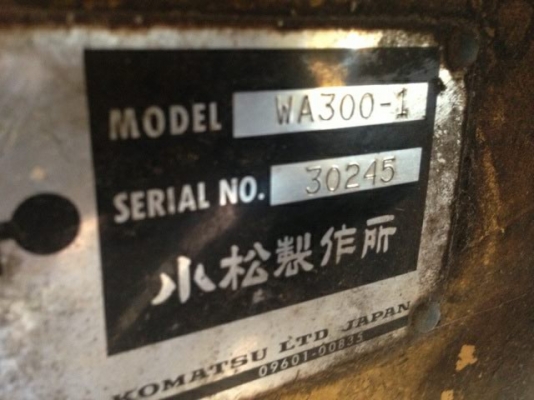 MODEL WA300-1
SERIAL NO. 30245
小松製作所
KOMATSU LTD JAPAN
09601-00835